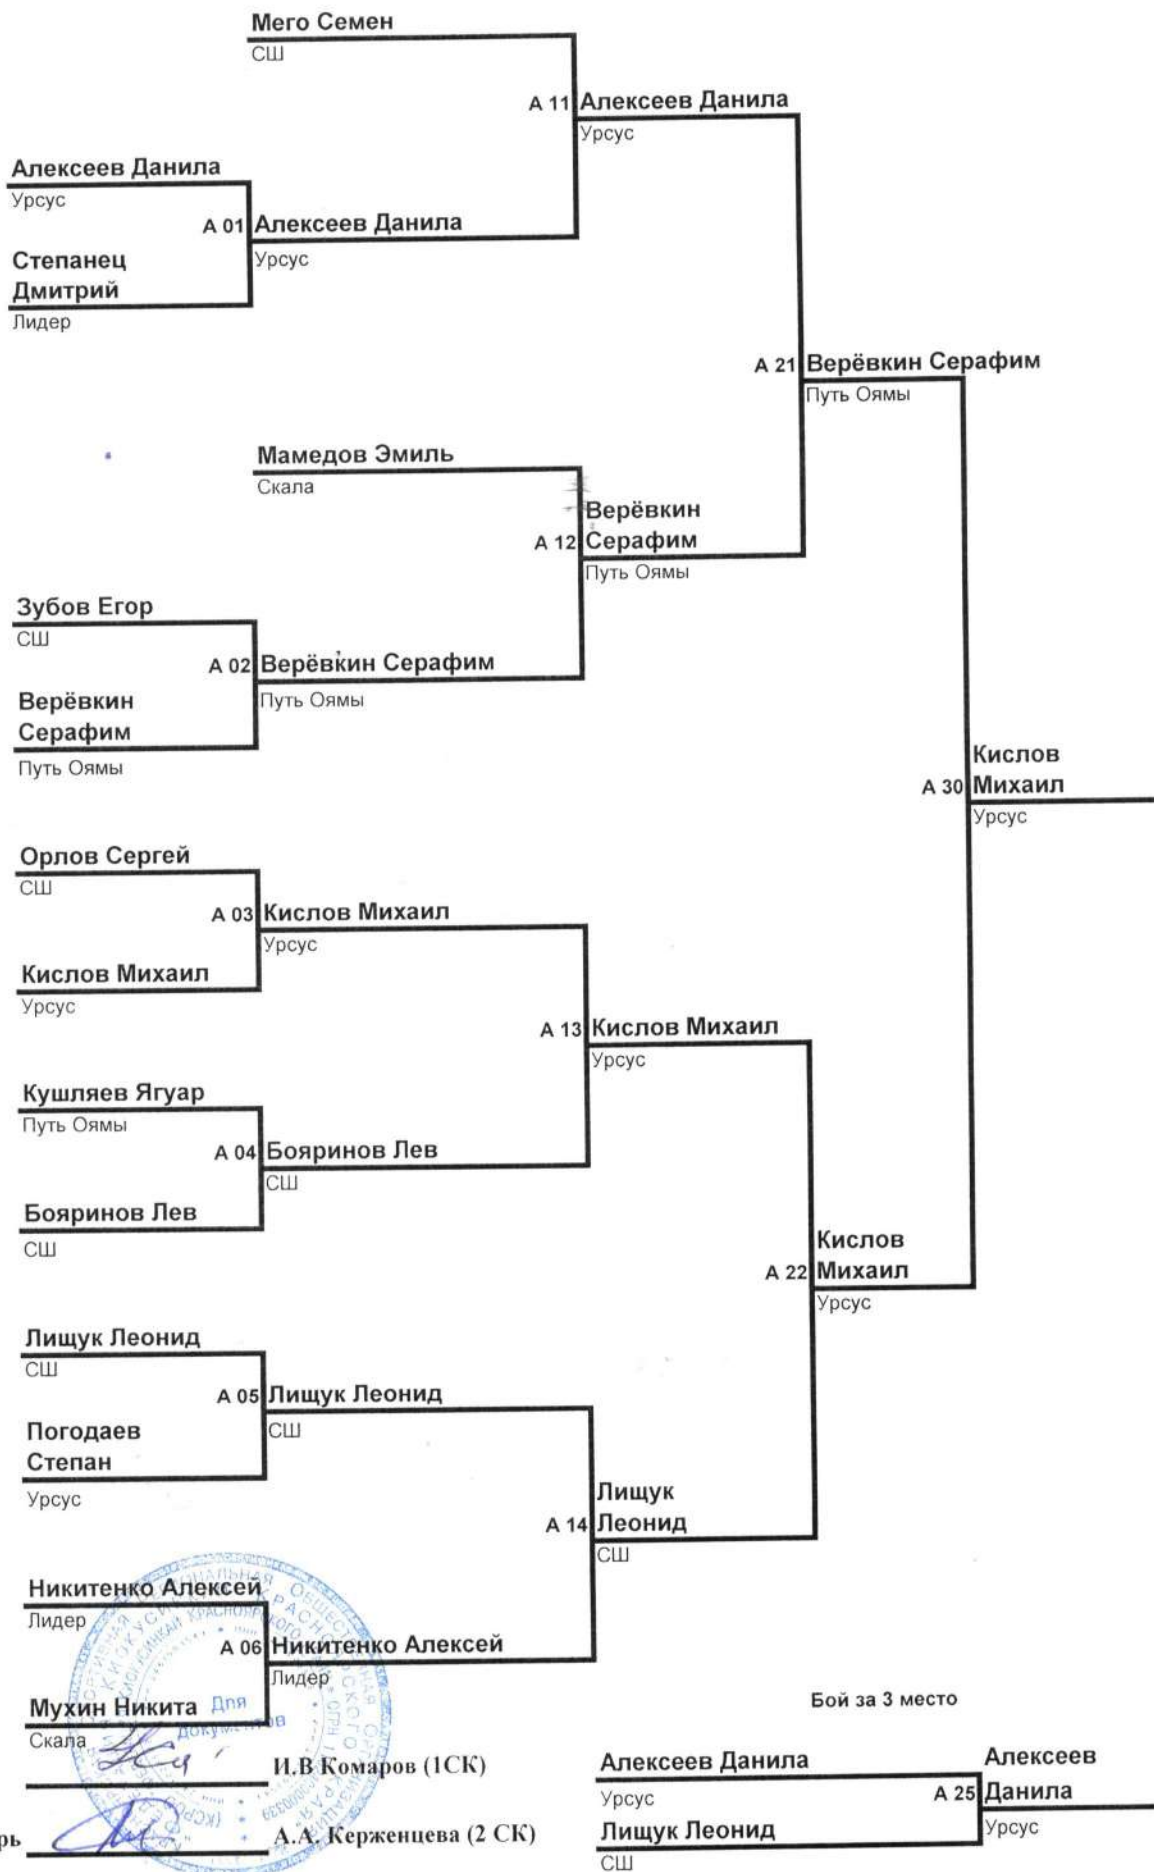 Мего Семен
СШ
А 11 Алексеев Данила
Урсус
Алексеев Данила
Урсус
А 01 Алексеев Данила
Урсус
Степанец
Дмитрий
Лидер
А 21 Верёвкин Серафим
Путь Оямы
Мамедов Эмиль
Скала
Верёвкин
А 12 Серафим
Путь Оямы
Зубов Егор
СШ
А 02 Верёвкин Серафим
Путь Оямы
Верёвкин
Серафим
Путь Оямы
Кислов
А 30 Михаил
Урсус
Орлов Сергей
СШ
А 03 Кислов Михаил
Урсус
Кислов Михаил
Урсус
А 13 Кислов Михаил
Урсус
Кушляев Ягуар
Путь Оямы
А 04 Бояринов Лев
СШ
Бояринов Лев
СШ
Кислов
А 22 Михаил
Урсус
Лищук Леонид
СШ
А 05 Лищук Леонид
СШ
Погодаев
Степан
Урсус
Лищук
А 14 Леонид
СШ
Никитенко Алексей
Лидер
А 06 Никитенко Алексей
Лидер
Мухин Никита
Скала
Для
документов
И.В Комаров (1СК)
А.А. Керженцева (2 СК)
рь
Бой за 3 место
Алексеев Данила
Урсус
Лищук Леонид
СШ
Алексеев
А 25 Данила
Урсус